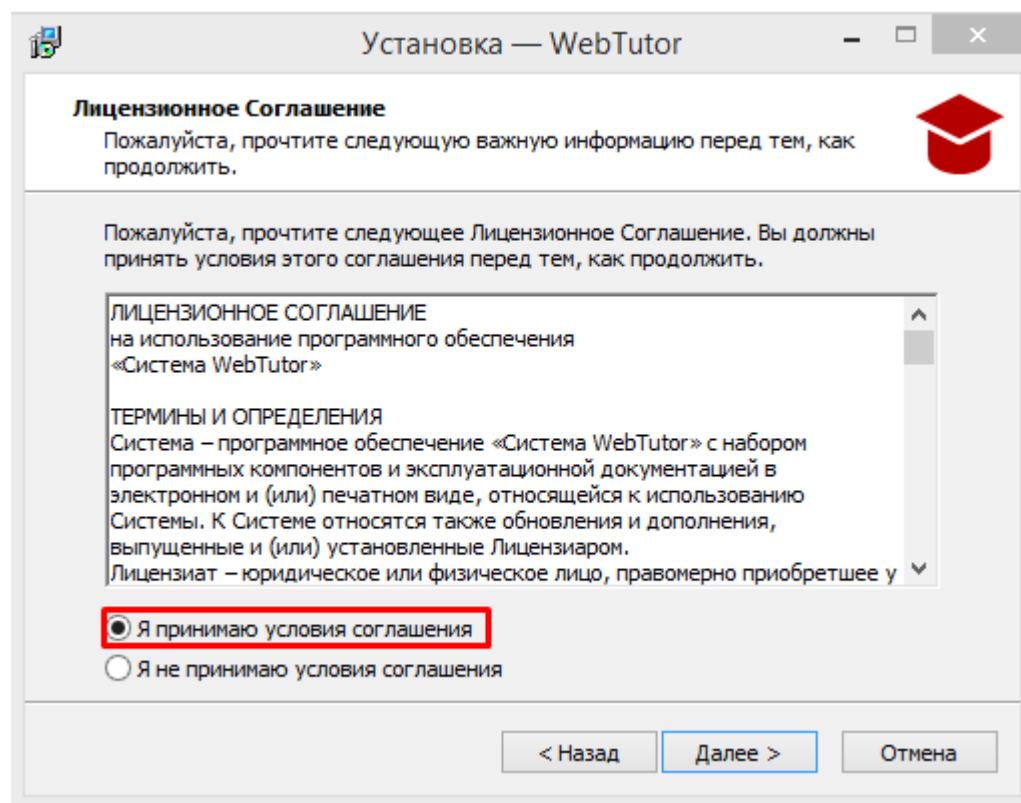 Установка — WebTutor
Лицензионное Соглашение
Пожалуйста, прочтите следующую важную информацию перед тем, как
продолжить.
Пожалуйста, прочтите следующее Лицензионное Соглашение. Вы должны
принять условия этого соглашения перед тем, как продолжить.
ЛИЦЕНЗИОННОЕ СОГЛАШЕНИЕ
на использование программного обеспечения
«Система WebTutor»
ТЕРМИНЫ И ОПРЕДЕЛЕНИЯ
Система – программное обеспечение «Система WebTutor» с набором
программных компонентов и эксплуатационной документацией в
электронном и (или) печатном виде, относящейся к использованию
Системы. К Системе относятся также обновления и дополнения,
выпущенные и (или) установленные Лицензиаром.
Лицензиат – юридическое или физическое лицо, правомерно приобретшее у
Я принимаю условия соглашения
Я не принимаю условия соглашения
< Назад
Далее >
Отмена